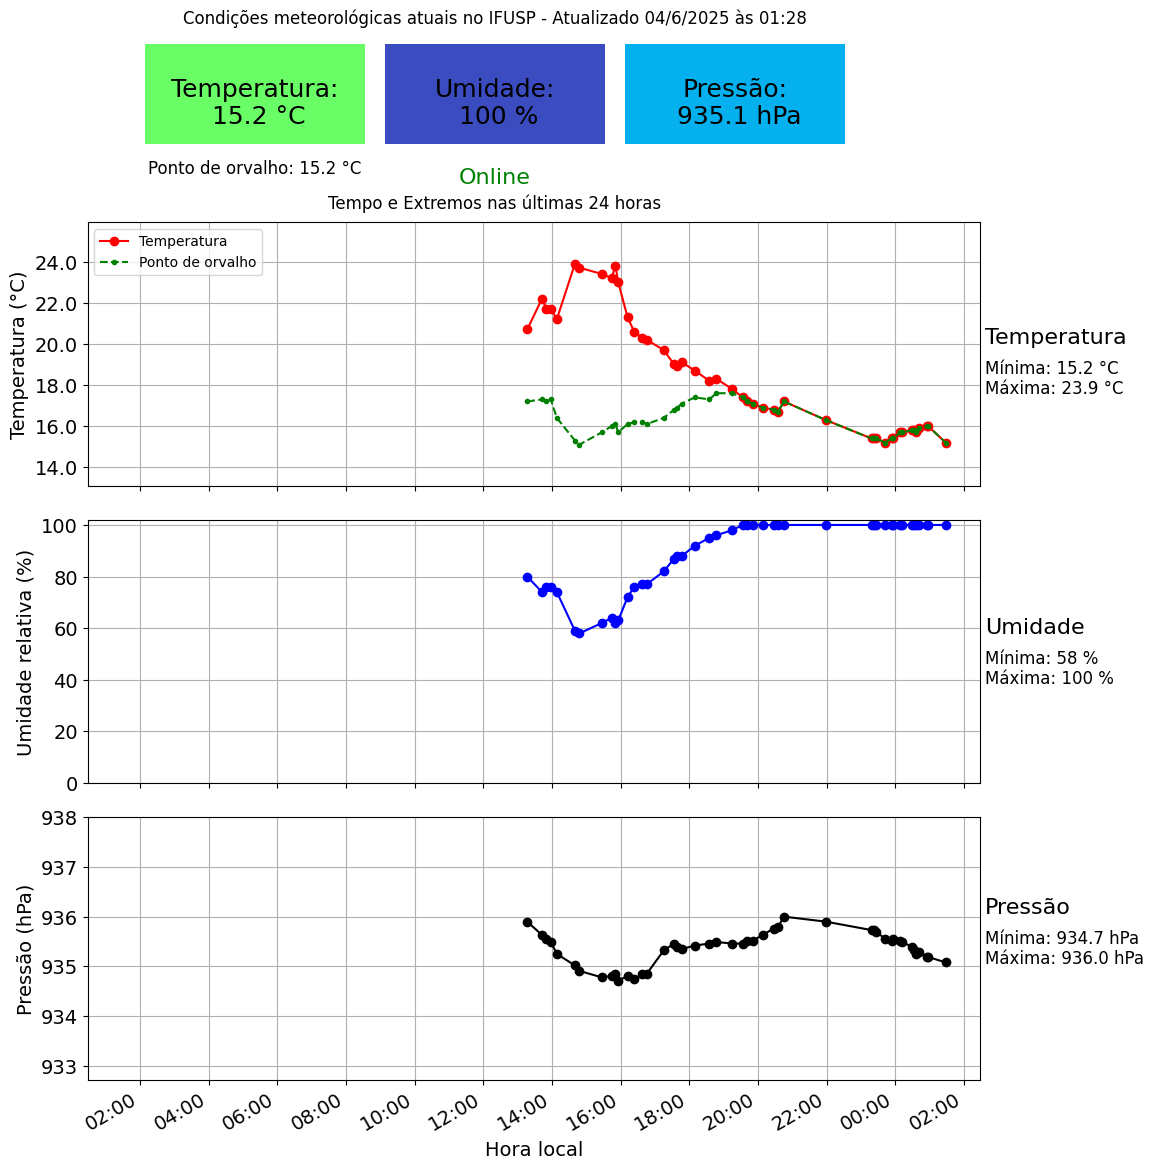 Condições meteorológicas atuais no IFUSP - Atualizado 04/6/2025 às 01:28
Temperatura:
15.2 °C
Umidade:
100 %
Pressão:
935.1 hPa
Ponto de orvalho: 15.2 °C
Online
Tempo e Extremos nas últimas 24 horas
Temperatura
Ponto de orvalho
Temperatura (°C)
24.0
22.0
20.0
18.0
16.0
14.0
Temperatura
Mínima: 15.2 °C
Máxima: 23.9 °C
Umidade relativa (%)
100
80
60
40
20
0
Umidade
Mínima: 58 %
Máxima: 100 %
Pressão (hPa)
938
937
936
935
934
933
Pressão
Mínima: 934.7 hPa
Máxima: 936.0 hPa
02:00
04:00
06:00
08:00
10:00
12:00
14:00
16:00
18:00
20:00
22:00
00:00
02:00
Hora local